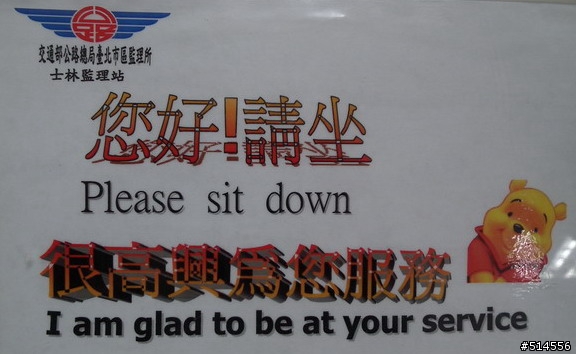 交通部公路總局臺北市區監理所
士林監理站
您好!請坐
Please sit down
很高興為您服務
I am glad to be at your service
#514556